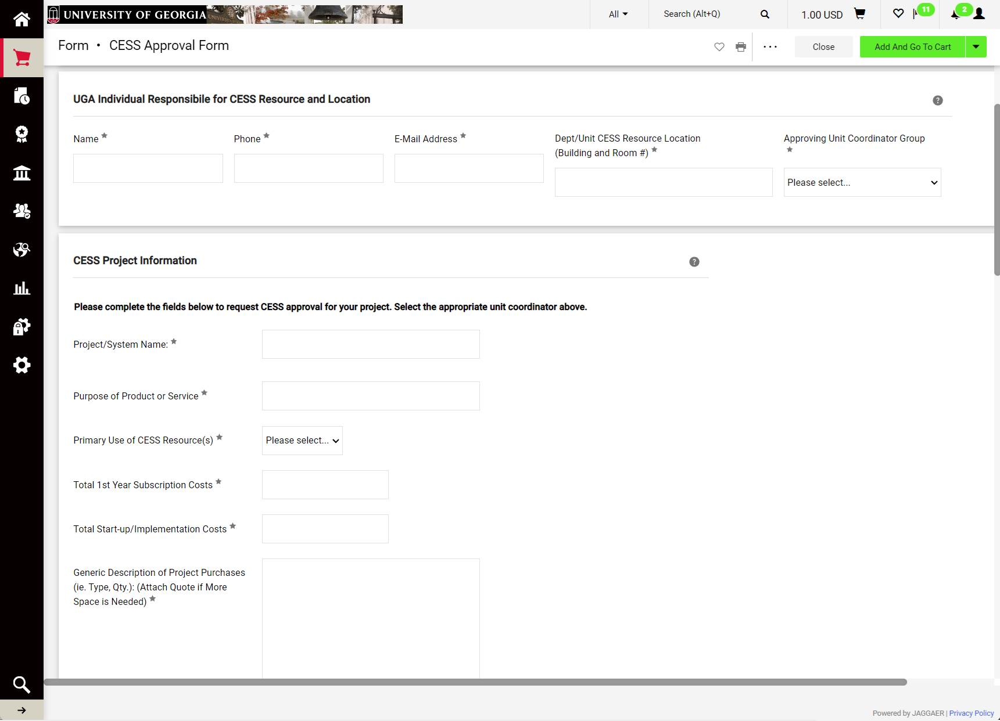 UNIVERSITY OF GEORGIA
All
Search (Alt+Q)
1.00 USD
11
2
Form • CESS Approval Form
Close
Add And Go To Cart
UGA Individual Responsibile for CESS Resource and Location
?
Name ★
Phone ★
E-Mail Address ★
Dept/Unit CESS Resource Location
(Building and Room #) ★
Approving Unit Coordinator Group
★
Please select...
CESS Project Information
?
Please complete the fields below to request CESS approval for your project. Select the appropriate unit coordinator above.
Project/System Name: ★
Purpose of Product or Service ★
Primary Use of CESS Resource(s) ★
Please select...
Total 1st Year Subscription Costs ★
Total Start-up/Implementation Costs ★
Generic Description of Project Purchases
(ie. Type, Qty.): (Attach Quote if More
Space is Needed) ★
Powered by JAGGAER | Privacy Policy